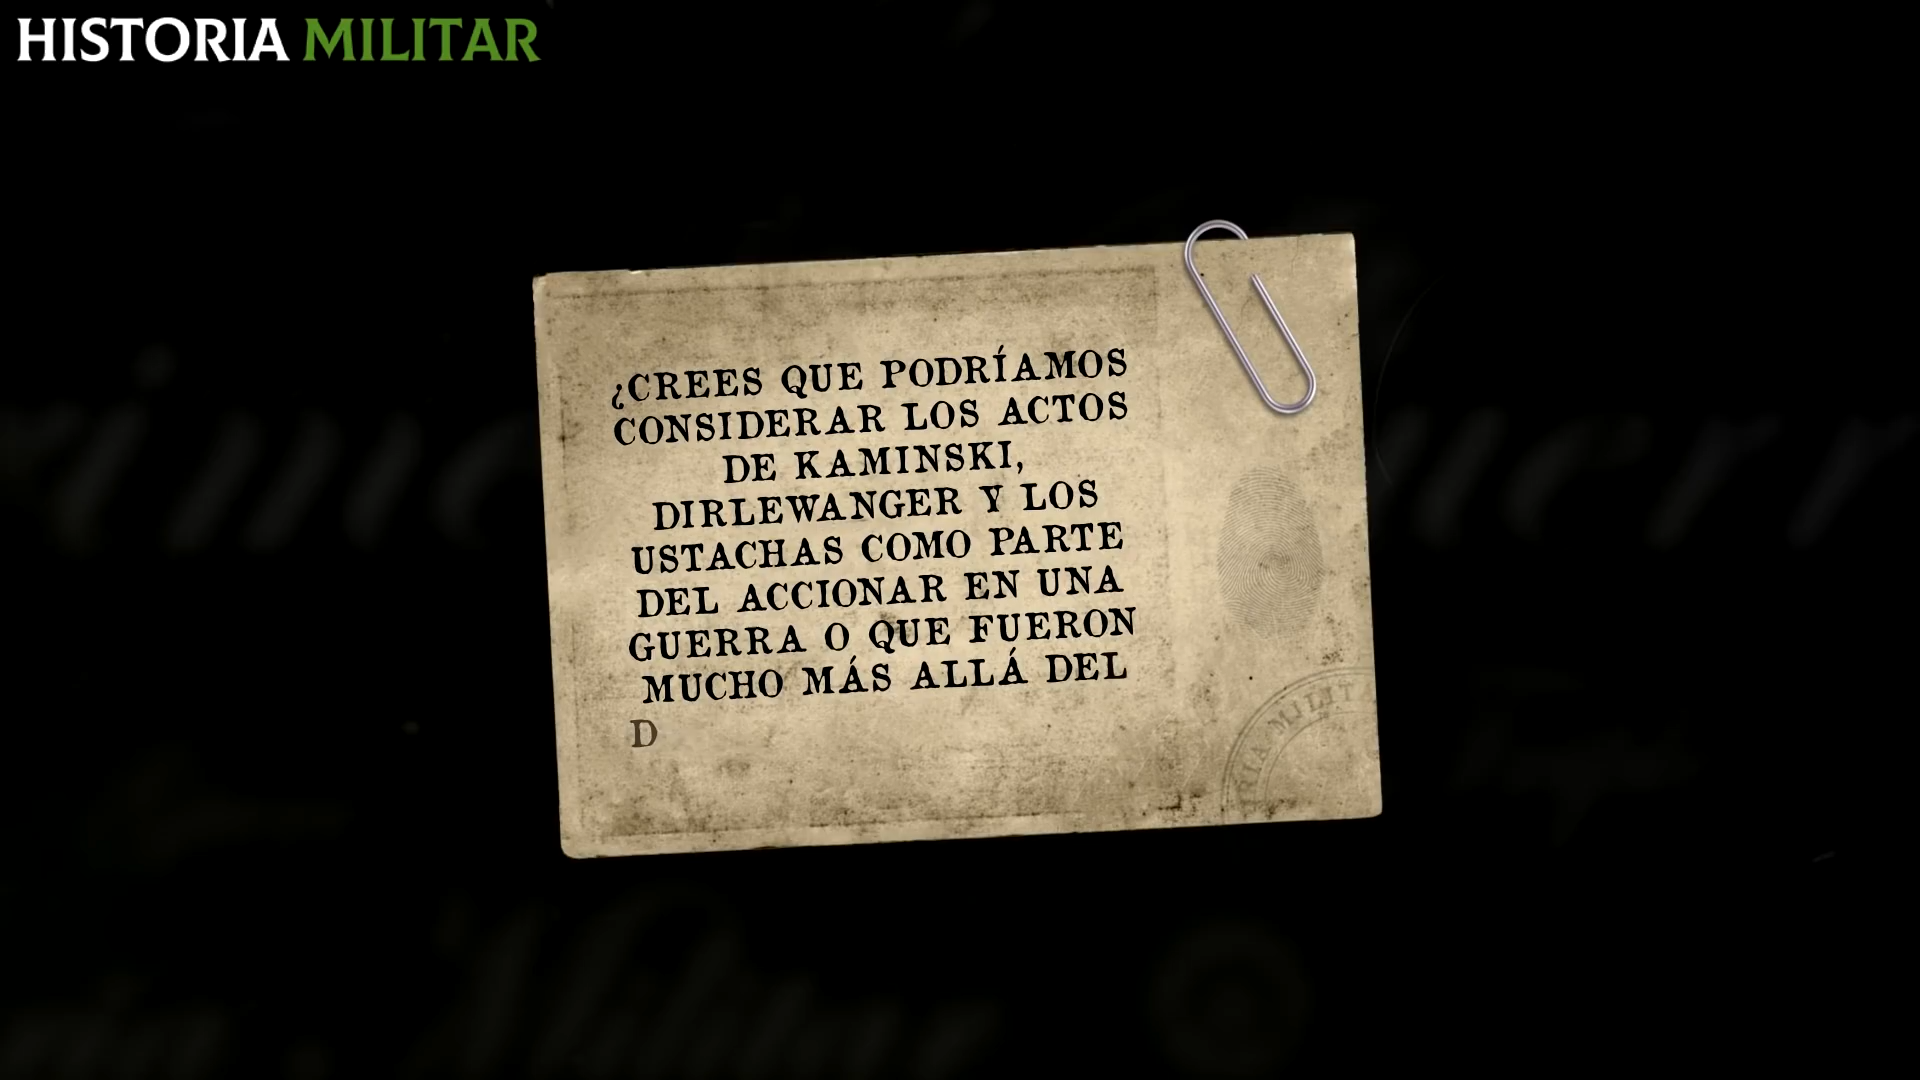 HISTORIA MILITAR
¿CREES QUE PODRÍAMOS
CONSIDERAR LOS ACTOS
DE KAMINSKI,
DIRLEWANGER Y LOS
USTACHAS COMO PARTE
DEL ACCIONAR EN UNA
GUERRA O QUE FUERON
MUCHO MÁS ALLÁ DEL
D